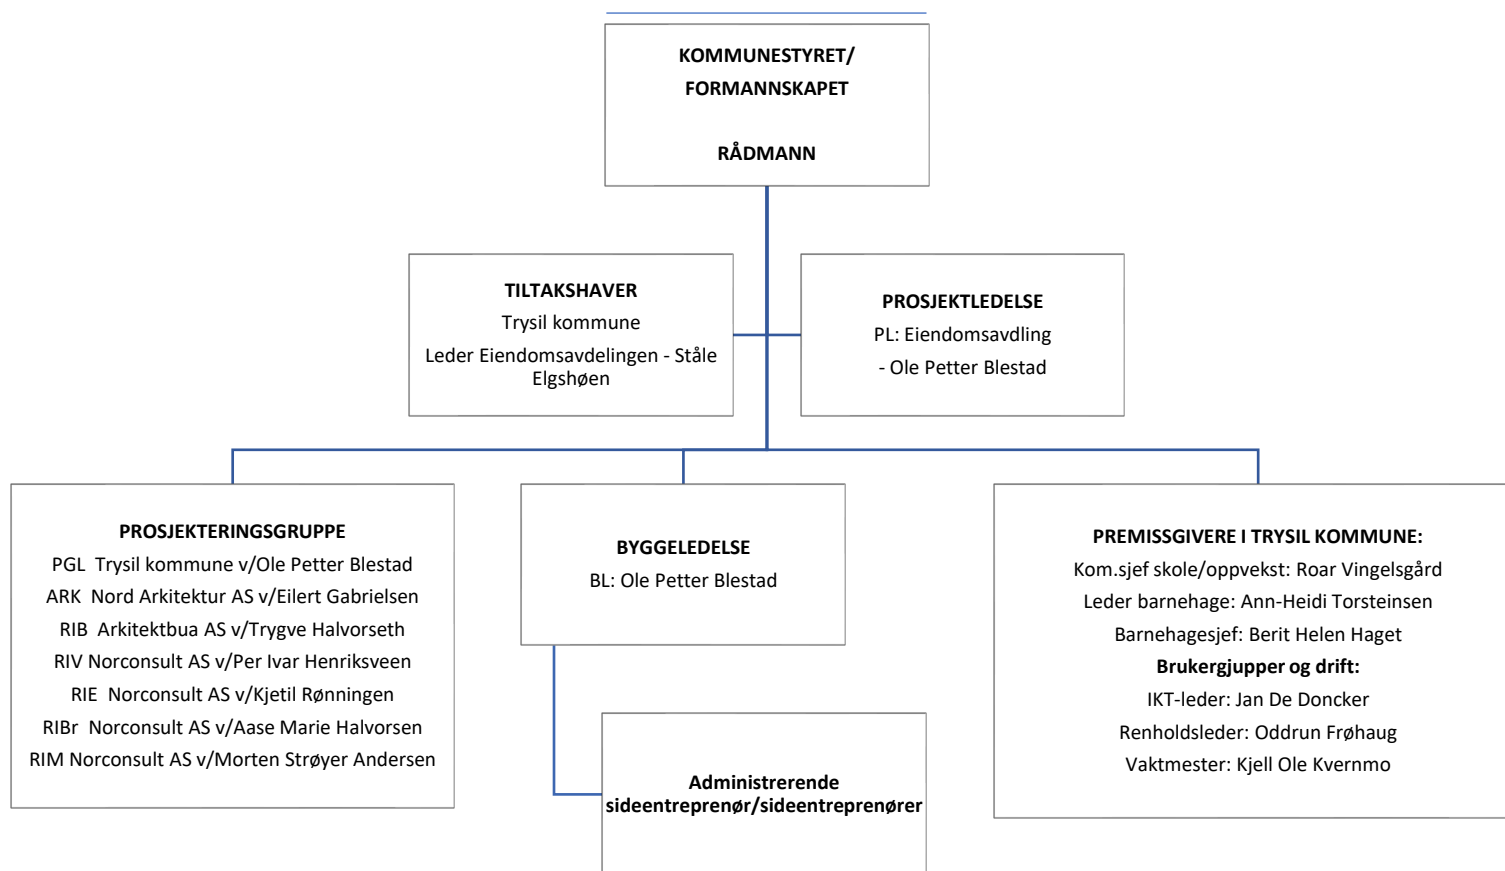 KOMMUNESTYRET/
FORMANNSKAPET
RÅDMANN
TILTAKSHAVER
Trysil kommune
Leder Eiendomsavdelingen - Ståle
Elgshøen
PROSJEKTLEDELSE
PL: Eiendomsavdling
- Ole Petter Blestad
PROSJEKTERINGSGRUPPE
PGL Trysil kommune v/Ole Petter Blestad
ARK Nord Arkitektur AS v/Eilert Gabrielsen
RIB Arkitektbua AS v/Trygve Halvorseth
RIV Norconsult AS v/Per Ivar Henriksveen
RIE Norconsult AS v/Kjetil Rønningen
RIBr Norconsult AS v/Aase Marie Halvorsen
RIM Norconsult AS v/Morten Strøyer Andersen
BYGGELEDELSE
BL: Ole Petter Blestad
Administrerende
sideentreprenør/sideentreprenører
PREMISSGIVERE I TRYSIL KOMMUNE:
Kom.sjef skole/oppvekst: Roar Vingelsgård
Leder barnehage: Ann-Heidi Torsteinsen
Barnehagesjef: Berit Helen Haget
Brukergjupper og drift:
IKT-leder: Jan De Doncker
Renholdsleder: Oddrun Frøhaug
Vaktmester: Kjell Ole Kvernmo